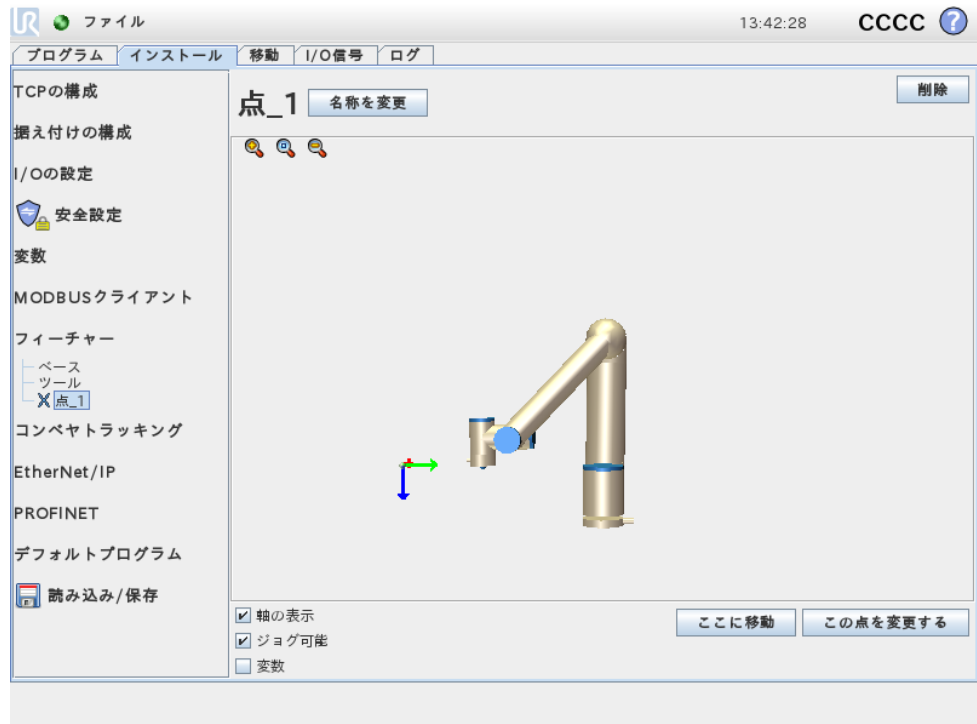 UR ファイル 13:42:28 CCCC ?
プログラム インストール 移動 I/O信号 ログ
TCPの構成
据え付けの構成
I/Oの設定
安全設定
変数
MODBUSクライアント
フィーチャー
ベース
ツール
点_1
コンベヤトラッキング
EtherNet/IP
PROFINET
デフォルトプログラム
読み込み/保存
点_1 名称を変更 削除
軸の表示
ジョグ可能
変数
ここに移動 この点を変更する